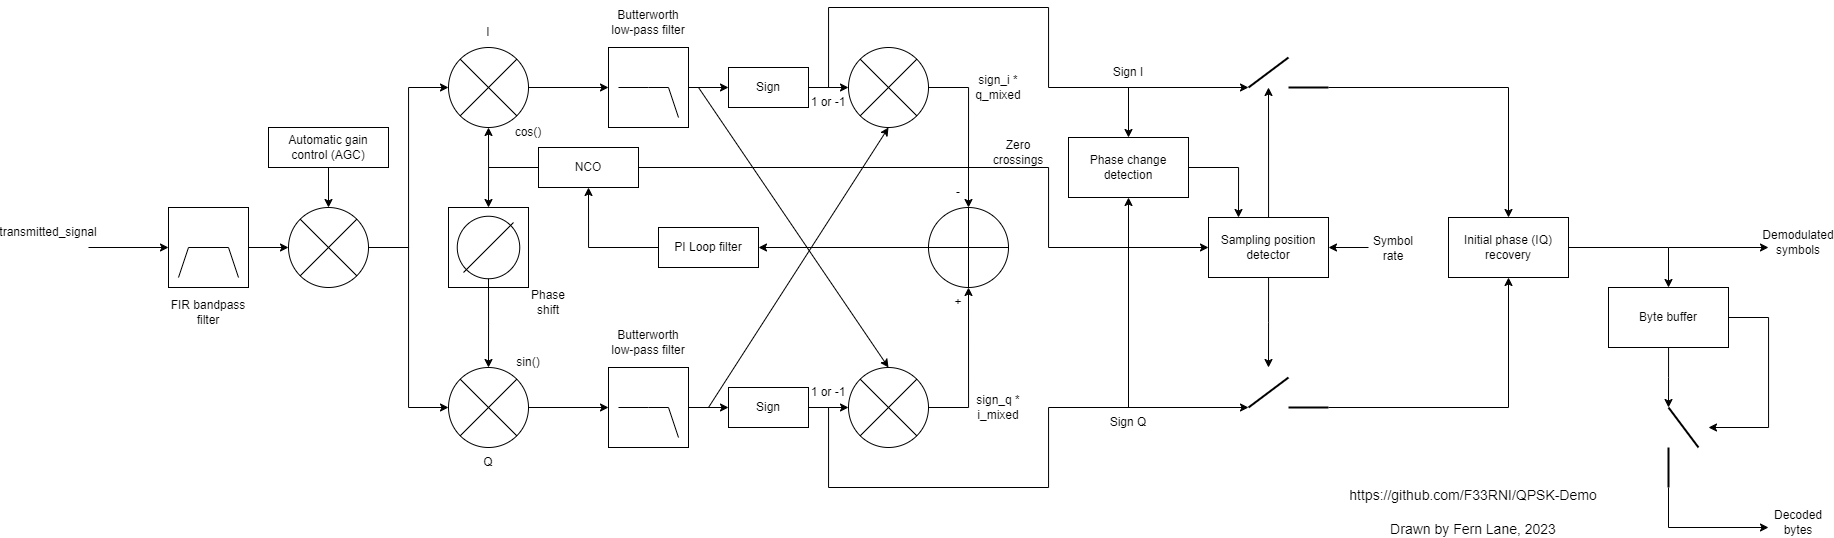 transmitted_signal
FIR bandpass
filter
Automatic gain
control (AGC)
I
cos()
Phase
shift
sin()
Q
Butterworth
low-pass filter
Sign
1 or -1
NCO
PI Loop filter
Butterworth
low-pass filter
Sign
1 or -1
sign_i *
q_mixed
Zero
crossings
-
+
sign_q *
i_mixed
Sign I
Phase change
detection
Sign Q
Sampling position
detector
Symbol
rate
Initial phase (IQ)
recovery
Demodulated
symbols
Byte buffer
Decoded
bytes
https://github.com/F33RNI/QPSK-Demo
Drawn by Fern Lane, 2023